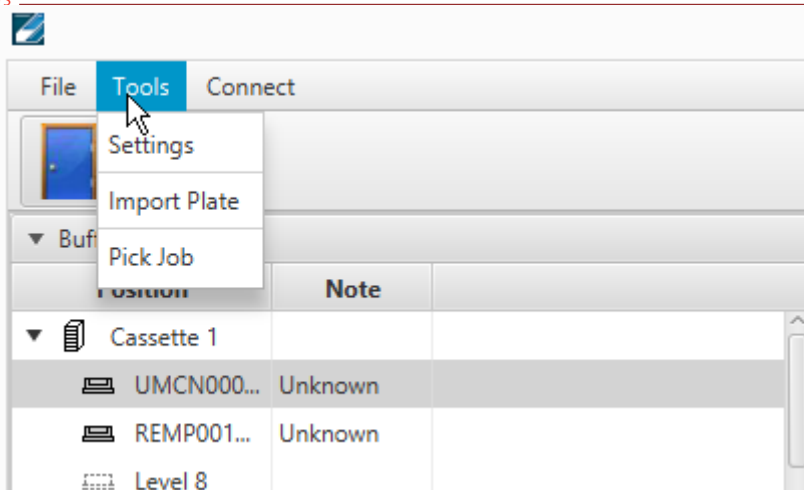 File Tools Connect
Settings
Import Plate
Pick Job
Position Note
Cassette 1
UMCN000... Unknown
REMP001... Unknown
Level 8